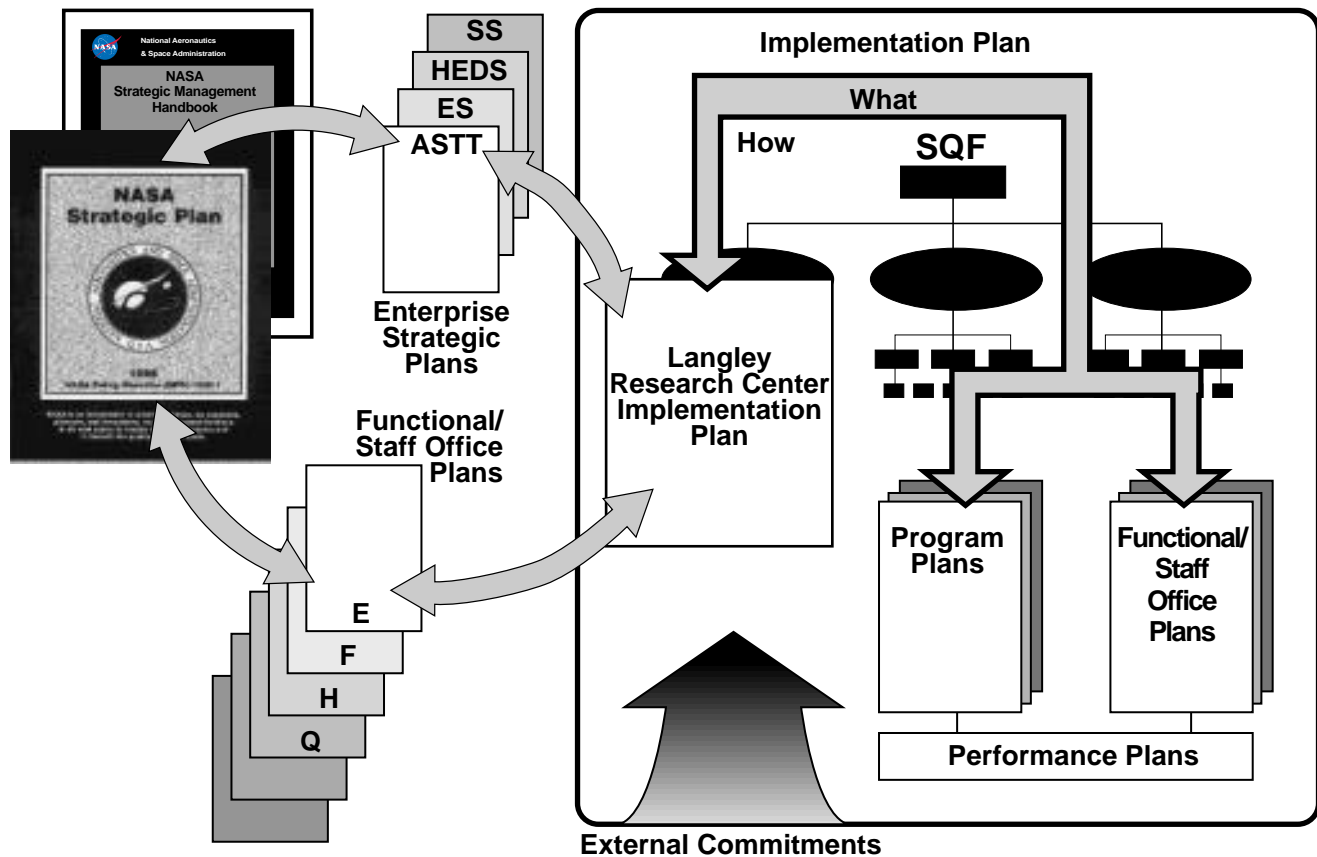 NASA
National Aeronautics
& Space Administration
NASA
Strategic Management
Handbook
NASA
Strategic Plan
1998
SS
HEDS
ES
ASTT
Enterprise
Strategic
Plans
Functional/
Staff Office
Plans
E
F
H
Q
Implementation Plan
What
How
SQF
Langley
Research Center
Implementation
Plan
Program
Plans
Functional/
Staff
Office
Plans
Performance Plans
External Commitments